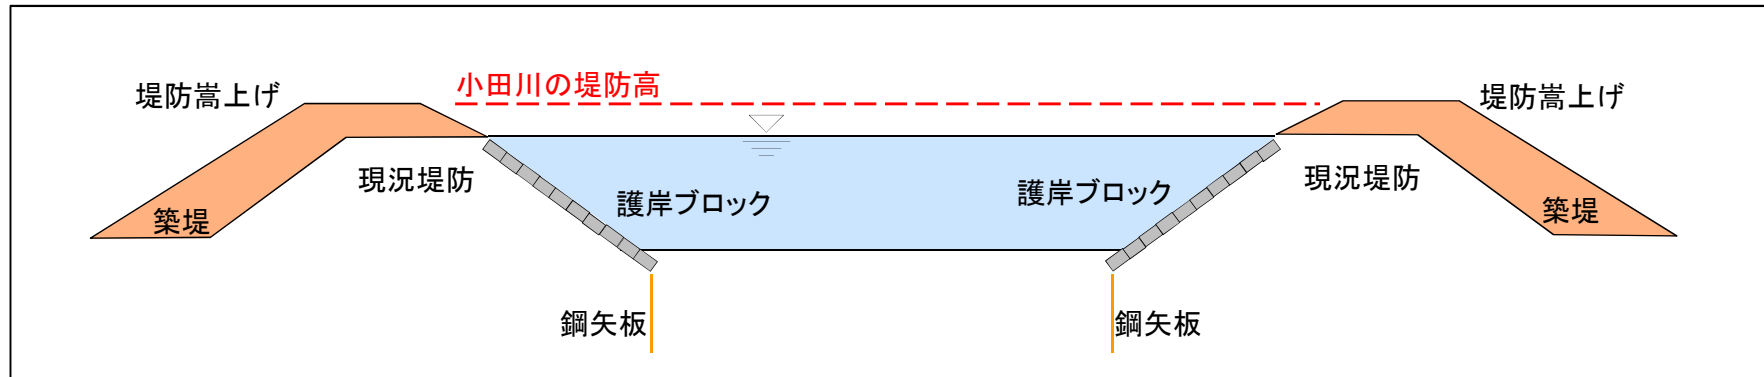 小田川の堤防高
堤防嵩上げ
堤防嵩上げ
現況堤防
現況堤防
護岸ブロック
護岸ブロック
築堤
築堤
鋼矢板
鋼矢板